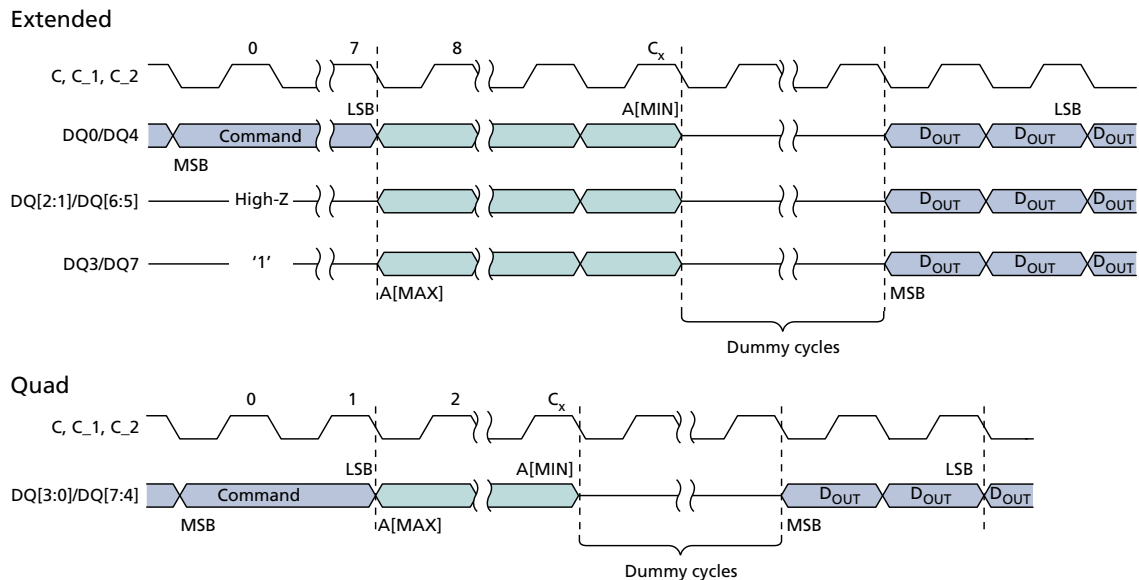 Extended
0 7 8 Cx
C, C_1, C_2
LSB A[MIN] LSB
DQ0/DQ4 Command DOUT DOUT DOUT
MSB
DQ[2:1]/DQ[6:5] High-Z DOUT DOUT DOUT
DQ3/DQ7 ‘1’ DOUT DOUT DOUT
A[MAX] MSB
Dummy cycles
Quad
0 1 2 Cx
C, C_1, C_2
LSB A[MIN] LSB
DQ[3:0]/DQ[7:4] Command DOUT DOUT DOUT
MSB A[MAX] MSB
Dummy cycles